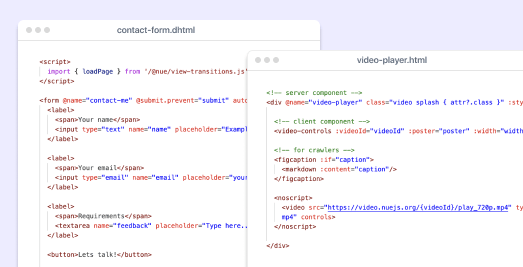 contact-form.dhtml
<script>
import { loadPage } from '/@nue/view-transitions.js'
</script>
<form @name="contact-me" @submit.prevent="submit" auto
<label>
<span>Your name</span>
<input type="text" name="name" placeholder="Exampl
</label>
<label>
<span>Your email</span>
<input type="email" name="email" placeholder="your
</label>
<label>
<span>Requirements</span>
<textarea name="feedback" placeholder="Type here..
</label>
<button>Lets talk!</button>
video-player.html
<!-- server component -->
<div @name="video-player" class="video splash { attr?.class }" :sty
<!-- client component -->
<video-controls :videoId="videoId" :poster="poster" :width="width
<!-- for crawlers -->
<figcaption :if="caption">
<markdown :content="caption"/>
</figcaption>
<noscript>
<video src="https://video.nuejs.org/{videoId}/play_720p.mp4" ty
mp4" controls>
</noscript>
</div>